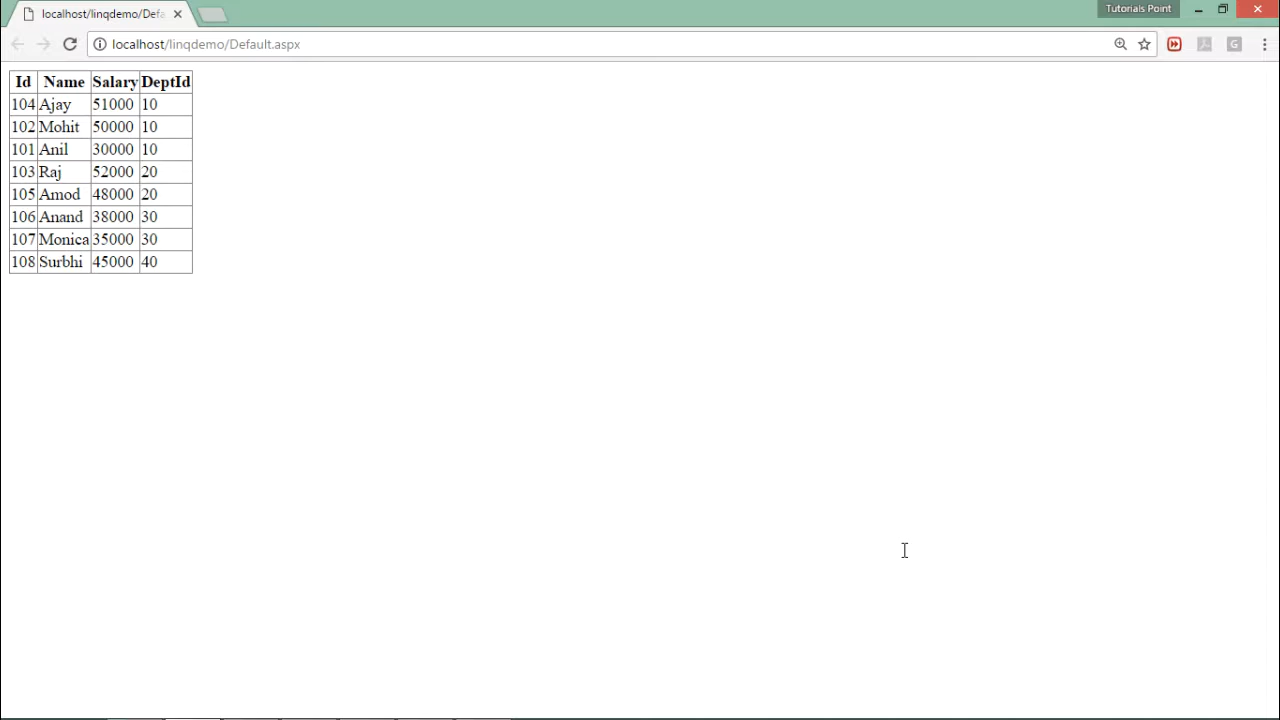 localhost/linqdemo/Defa
Tutorials Point
localhost/linqdemo/Default.aspx
Id Name Salary DeptId
104 Ajay 51000 10
102 Mohit 50000 10
101 Anil 30000 10
103 Raj 52000 20
105 Amod 48000 20
106 Anand 38000 30
107 Monica 35000 30
108 Surbhi 45000 40